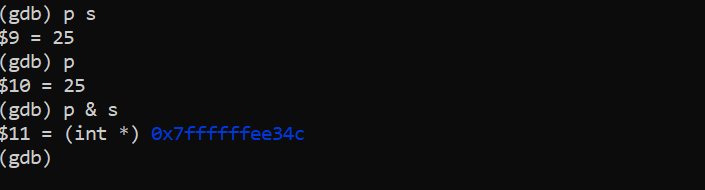 (gdb) p s
$9 = 25
(gdb) p
$10 = 25
(gdb) p & s
$11 = (int *) 0x7ffffffee34c
(gdb)